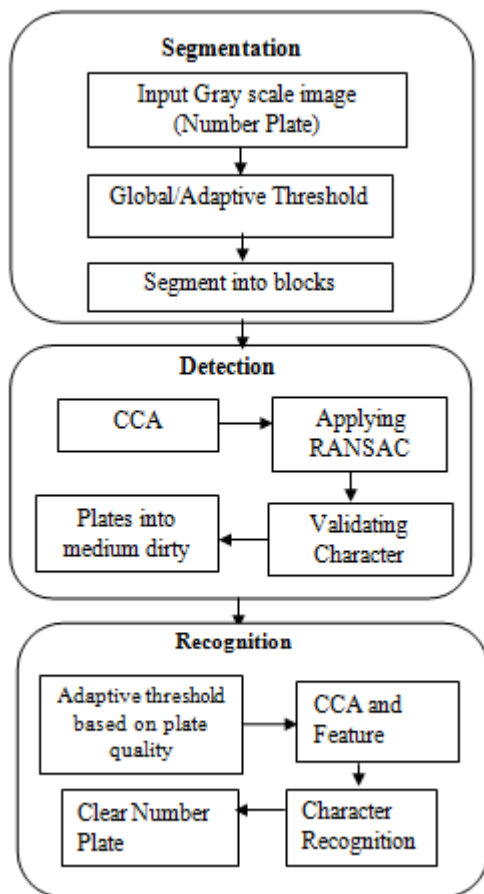 Segmentation
Input Gray scale image
(Number Plate)
Global/Adaptive Threshold
Segment into blocks
Detection
CCA
Applying
RANSAC
Validating
Character
Plates into
medium dirty
Recognition
Adaptive threshold
based on plate
quality
CCA and
Feature
Character
Recognition
Clear Number
Plate